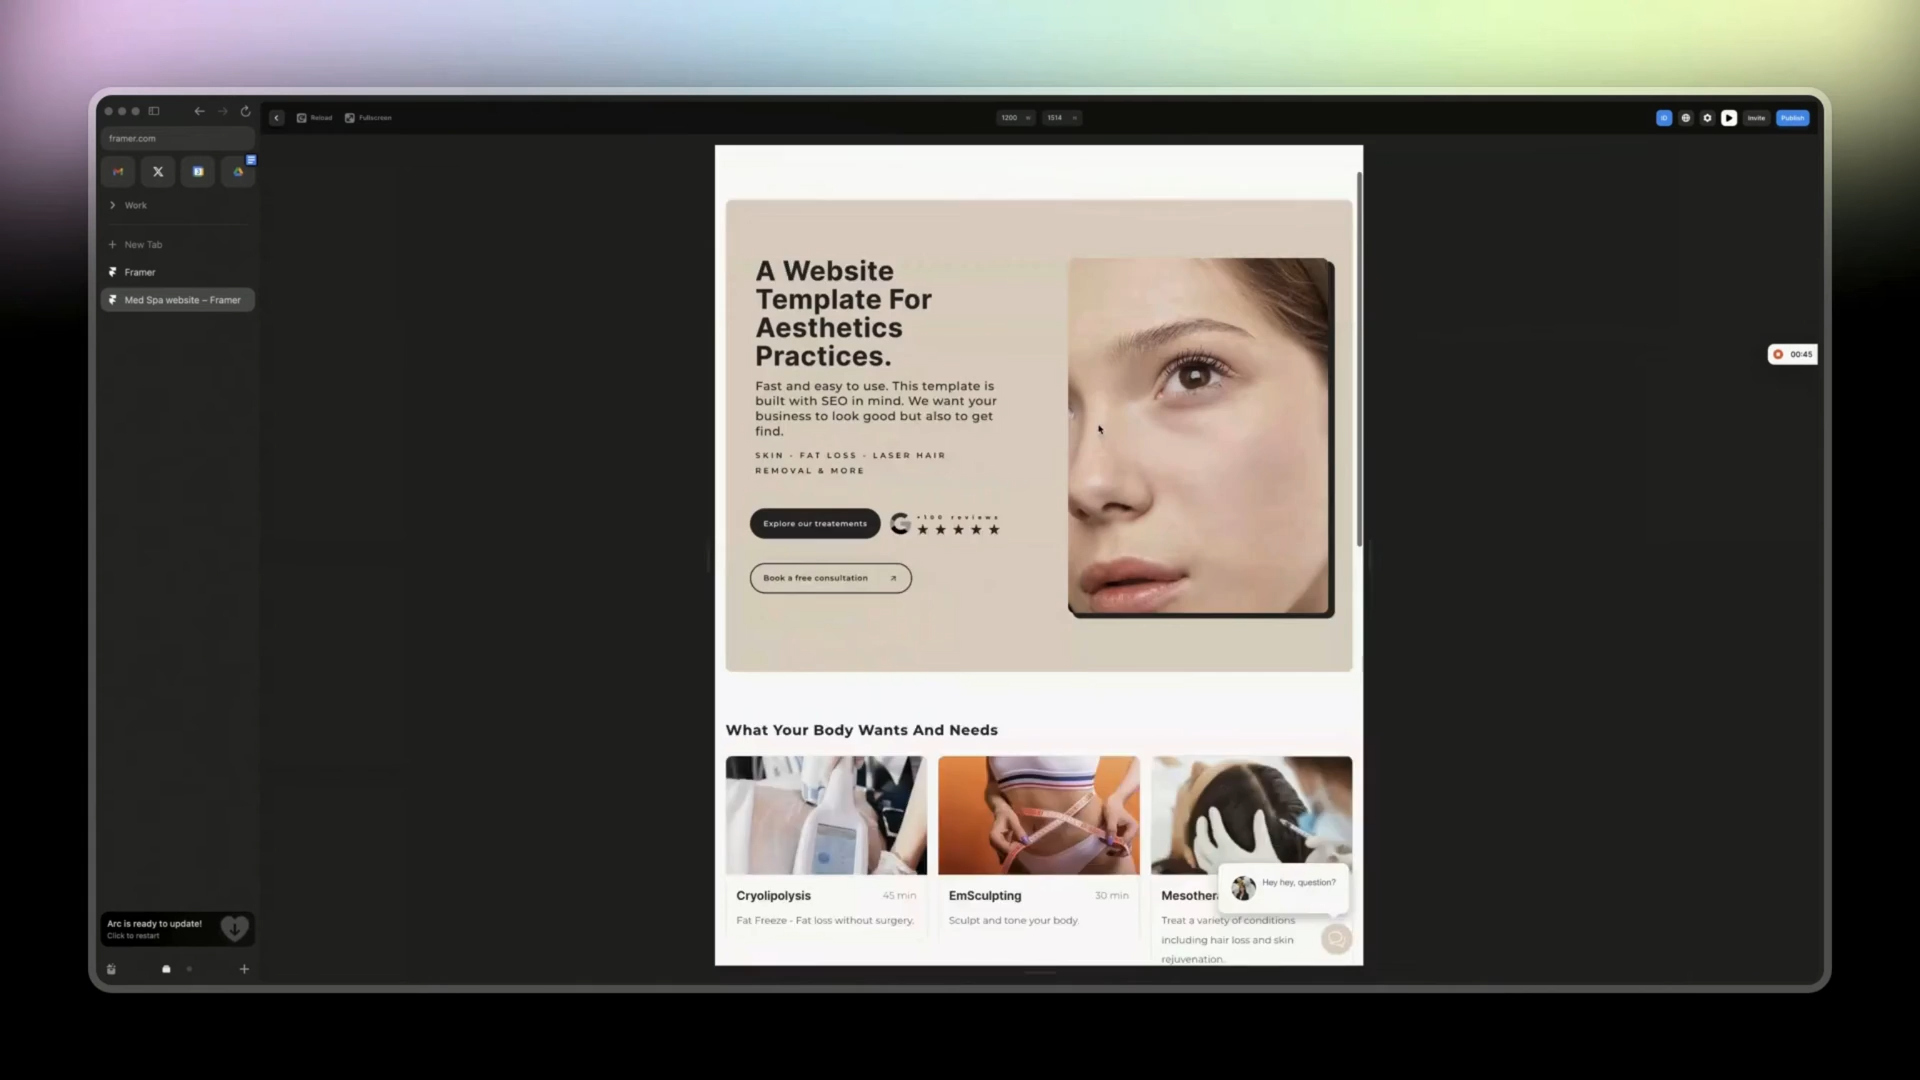 framer.com
Work
New Tab
Framer
Med Spa website – Framer
Arc is ready to update!
Click to restart
Reload
Fullscreen
1200 W
1514 H
Invite
Publish
00:45
A Website
Template For
Aesthetics
Practices.
Fast and easy to use. This template is
built with SEO in mind. We want your
business to look good but also to get
find.
SKIN - FAT LOSS - LASER HAIR
REMOVAL & MORE
Explore our treatements
G
+100 reviews
Book a free consultation
What Your Body Wants And Needs
Cryolipolysis
45 min
Fat Freeze - Fat loss without surgery.
EmSculpting
30 min
Sculpt and tone your body
Mesother
Treat a variety of conditions
including hair loss and skin
rejuvenation.
Hey hey, question?